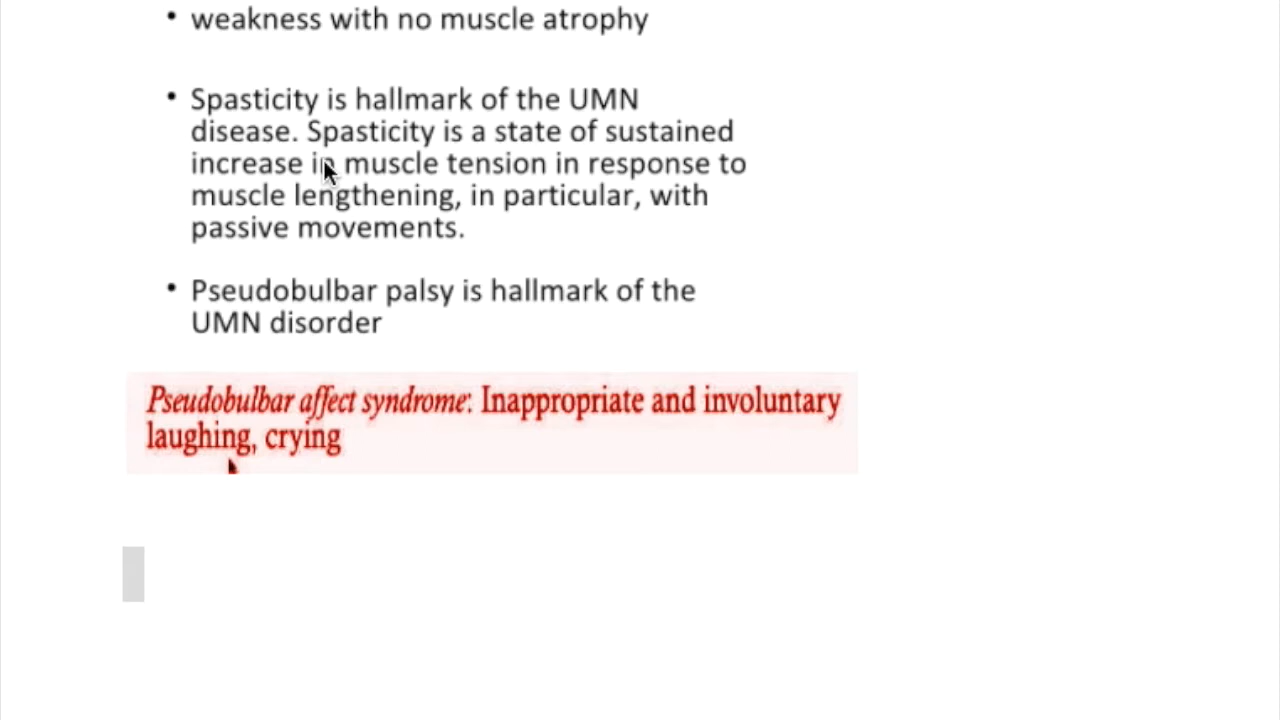 • weakness with no muscle atrophy
• Spasticity is hallmark of the UMN
disease. Spasticity is a state of sustained
increase in muscle tension in response to
muscle lengthening, in particular, with
passive movements.
• Pseudobulbar palsy is hallmark of the
UMN disorder
Pseudobulbar affect syndrome: Inappropriate and involuntary
laughing, crying